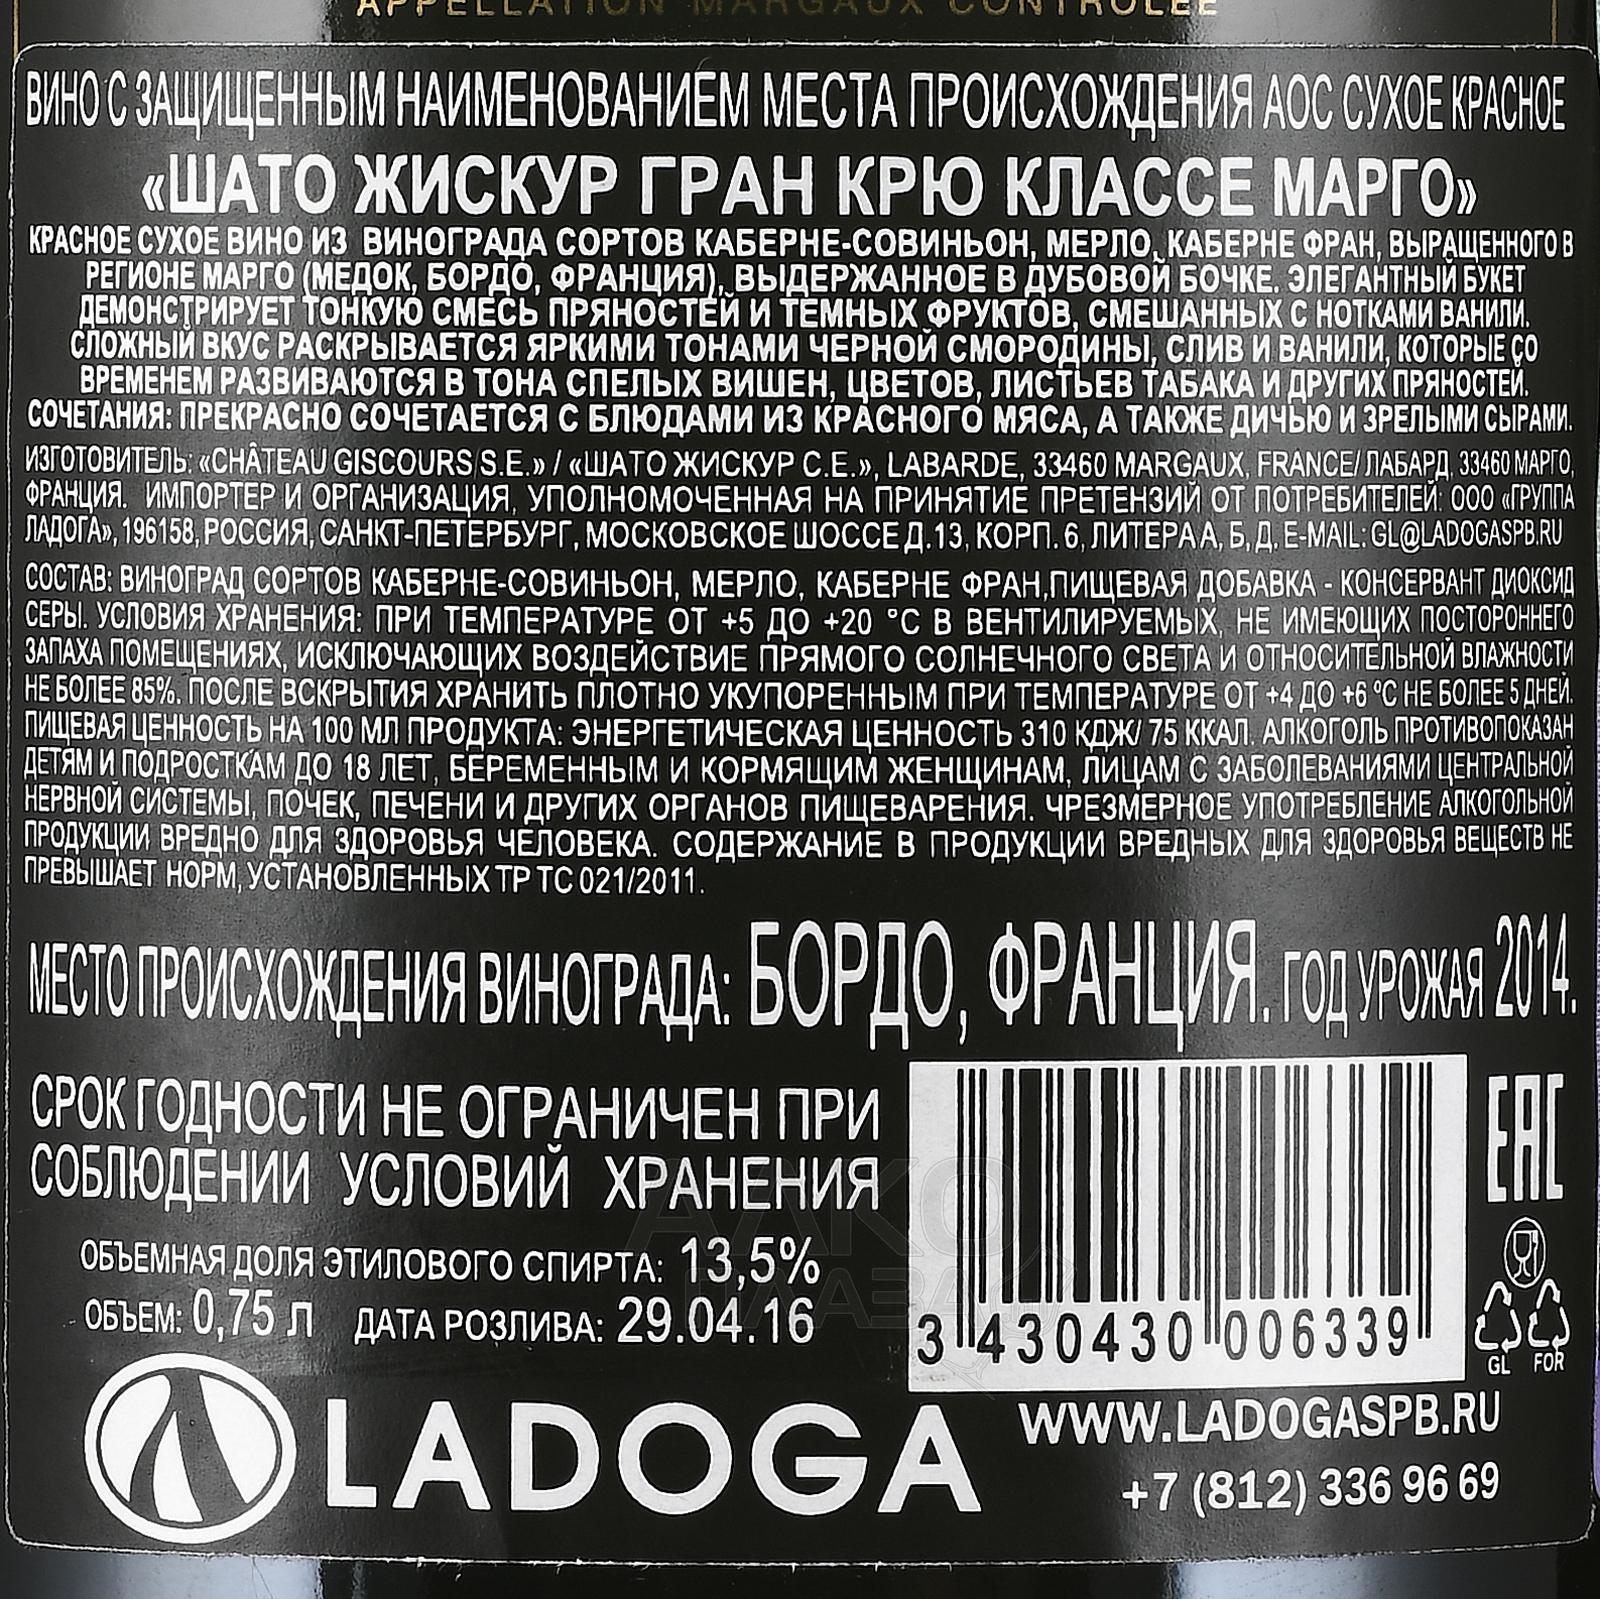 APPELLATION MARGAUX CONTRÔLÉE
ВИНО С ЗАЩИЩЕННЫМ НАИМЕНОВАНИЕМ МЕСТА ПРОИСХОЖДЕНИЯ АОС СУХОЕ КРАСНОЕ
«ШАТО ЖИСКУР ГРАН КРЮ КЛАССЕ МАРГО»
КРАСНОЕ СУХОЕ ВИНО ИЗ ВИНОГРАДА СОРТОВ КАБЕРНЕ-СОВИНЬОН, МЕРЛО, КАБЕРНЕ ФРАН, ВЫРАЩЕННОГО В
РЕГИОНЕ МАРГО (МЕДОК, БОРДО, ФРАНЦИЯ), ВЫДЕРЖАННОЕ В ДУБОВОЙ БОЧКЕ. ЭЛЕГАНТНЫЙ БУКЕТ
ДЕМОНСТРИРУЕТ ТОНКУЮ СМЕСЬ ПРЯНОСТЕЙ И ТЕМНЫХ ФРУКТОВ, СМЕШАННЫХ С НОТКАМИ ВАНИЛИ.
СЛОЖНЫЙ ВКУС РАСКРЫВАЕТСЯ ЯРКИМИ ТОНАМИ ЧЕРНОЙ СМОРОДИНЫ, СЛИВ И ВАНИЛИ, КОТОРЫЕ СО
ВРЕМЕНЕМ РАЗВИВАЮТСЯ В ТОНА СПЕЛЫХ ВИШЕН, ЦВЕТОВ, ЛИСТЬЕВ ТАБАКА И ДРУГИХ ПРЯНОСТЕЙ.
СОЧЕТАНИЯ: ПРЕКРАСНО СОЧЕТАЕТСЯ С БЛЮДАМИ ИЗ КРАСНОГО МЯСА, А ТАКЖЕ ДИЧЬЮ И ЗРЕЛЫМИ СЫРАМИ.
ИЗГОТОВИТЕЛЬ: «CHÂTEAU GISCOURS S.E.» / «ШАТО ЖИСКУР С.Е.», LABARDE, 33460 MARGAUX, FRANCE/ ЛАБАРД, 33460 МАРГО,
ФРАНЦИЯ. ИМПОРТЕР И ОРГАНИЗАЦИЯ, УПОЛНОМОЧЕННАЯ НА ПРИНЯТИЕ ПРЕТЕНЗИЙ ОТ ПОТРЕБИТЕЛЕЙ: ООО «ГРУППА
ЛАДОГА», 196158, РОССИЯ, САНКТ-ПЕТЕРБУРГ, МОСКОВСКОЕ ШОССЕ Д.13, КОРП. 6, ЛИТЕРА А, Б, Д. E-MAIL: GL@LADOGASPB.RU
СОСТАВ: ВИНОГРАД СОРТОВ КАБЕРНЕ-СОВИНЬОН, МЕРЛО, КАБЕРНЕ ФРАН,ПИЩЕВАЯ ДОБАВКА - КОНСЕРВАНТ ДИОКСИД
СЕРЫ. УСЛОВИЯ ХРАНЕНИЯ: ПРИ ТЕМПЕРАТУРЕ ОТ +5 ДО +20 °С В ВЕНТИЛИРУЕМЫХ, НЕ ИМЕЮЩИХ ПОСТОРОННЕГО
ЗАПАХА ПОМЕЩЕНИЯХ, ИСКЛЮЧАЮЩИХ ВОЗДЕЙСТВИЕ ПРЯМОГО СОЛНЕЧНОГО СВЕТА И ОТНОСИТЕЛЬНОЙ ВЛАЖНОСТИ
НЕ БОЛЕЕ 85%. ПОСЛЕ ВСКРЫТИЯ ХРАНИТЬ ПЛОТНО УКУПОРЕННЫМ ПРИ ТЕМПЕРАТУРЕ ОТ +4 ДО +6 °С НЕ БОЛЕЕ 5 ДНЕЙ.
ПИЩЕВАЯ ЦЕННОСТЬ НА 100 МЛ ПРОДУКТА: ЭНЕРГЕТИЧЕСКАЯ ЦЕННОСТЬ 310 КДЖ/ 75 ККАЛ. АЛКОГОЛЬ ПРОТИВОПОКАЗАН
ДЕТЯМ И ПОДРОСТКАМ ДО 18 ЛЕТ, БЕРЕМЕННЫМ И КОРМЯЩИМ ЖЕНЩИНАМ, ЛИЦАМ С ЗАБОЛЕВАНИЯМИ ЦЕНТРАЛЬНОЙ
НЕРВНОЙ СИСТЕМЫ, ПОЧЕК, ПЕЧЕНИ И ДРУГИХ ОРГАНОВ ПИЩЕВАРЕНИЯ. ЧРЕЗМЕРНОЕ УПОТРЕБЛЕНИЕ АЛКОГОЛЬНОЙ
ПРОДУКЦИИ ВРЕДНО ДЛЯ ЗДОРОВЬЯ ЧЕЛОВЕКА. СОДЕРЖАНИЕ В ПРОДУКЦИИ ВРЕДНЫХ ДЛЯ ЗДОРОВЬЯ ВЕЩЕСТВ НЕ
ПРЕВЫШАЕТ НОРМ, УСТАНОВЛЕННЫХ ТР ТС 021/2011.
МЕСТО ПРОИСХОЖДЕНИЯ ВИНОГРАДА: БОРДО, ФРАНЦИЯ. ГОД УРОЖАЯ 2014.
СРОК ГОДНОСТИ НЕ ОГРАНИЧЕН ПРИ
СОБЛЮДЕНИИ УСЛОВИЙ ХРАНЕНИЯ
ОБЪЕМНАЯ ДОЛЯ ЭТИЛОВОГО СПИРТА: 13,5%
ОБЪЕМ: 0,75 Л ДАТА РОЗЛИВА: 29.04.16
3 430430 006339
EAC
GL FOR
LADOGA
WWW.LADOGASPB.RU
+7 (812) 336 96 69
АЛКО
ПЛАЗА